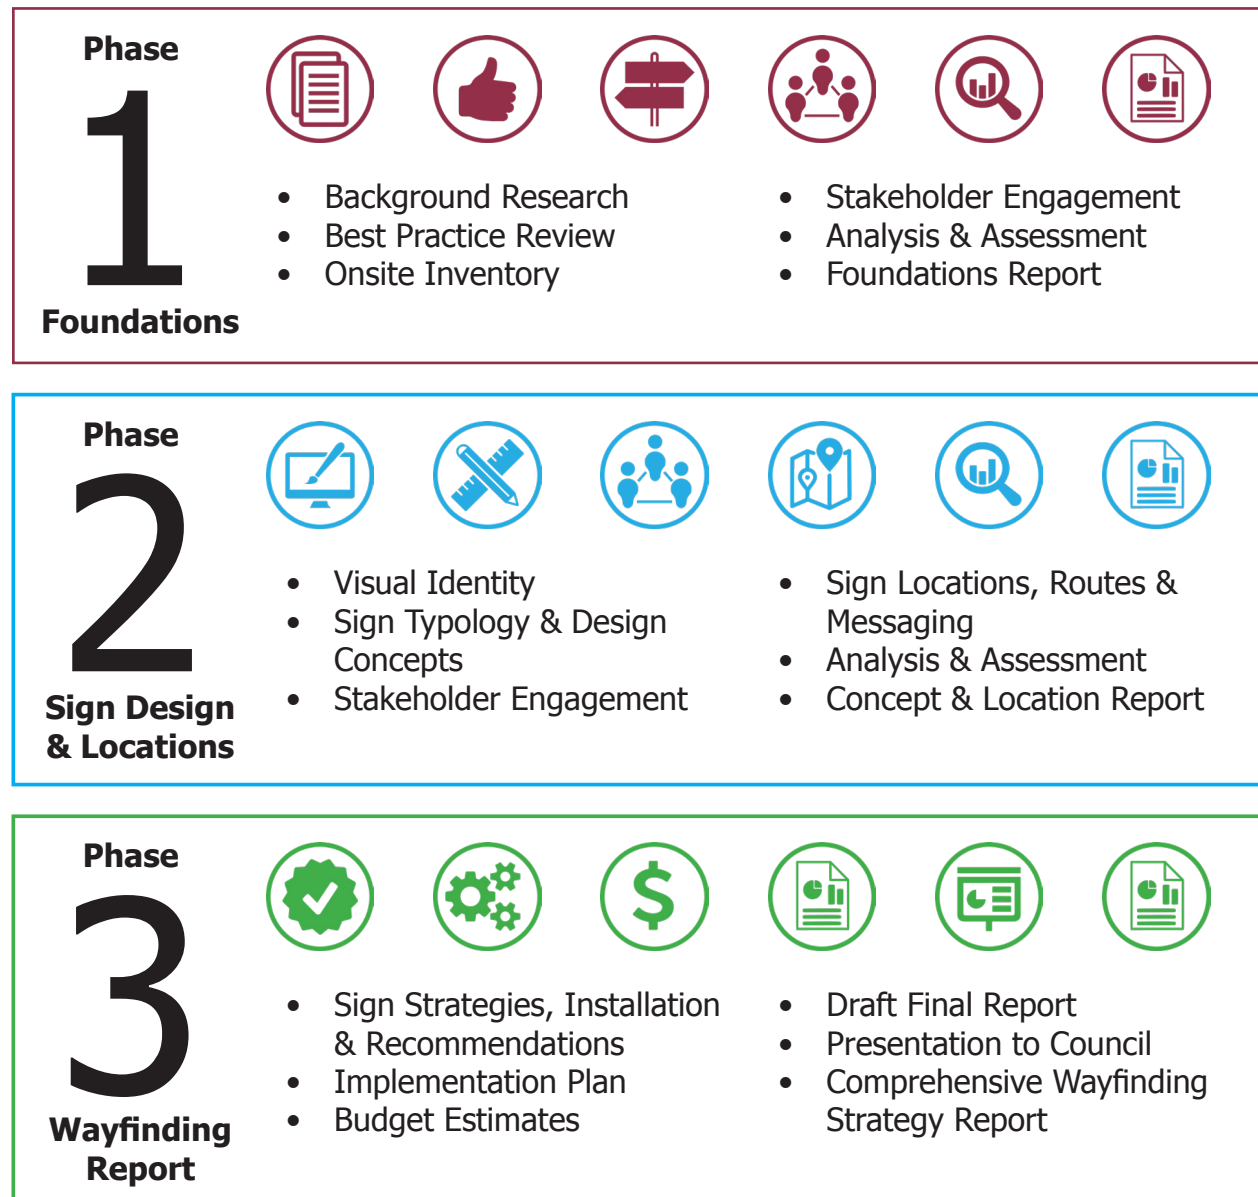 Phase
1
Foundations
• Background Research
• Best Practice Review
• Onsite Inventory
• Stakeholder Engagement
• Analysis & Assessment
• Foundations Report
Phase
2
Sign Design
& Locations
• Visual Identity
• Sign Typology & Design
Concepts
• Stakeholder Engagement
• Sign Locations, Routes &
Messaging
• Analysis & Assessment
• Concept & Location Report
Phase
3
Wayfinding
Report
• Sign Strategies, Installation
& Recommendations
• Implementation Plan
• Budget Estimates
• Draft Final Report
• Presentation to Council
• Comprehensive Wayfinding
Strategy Report